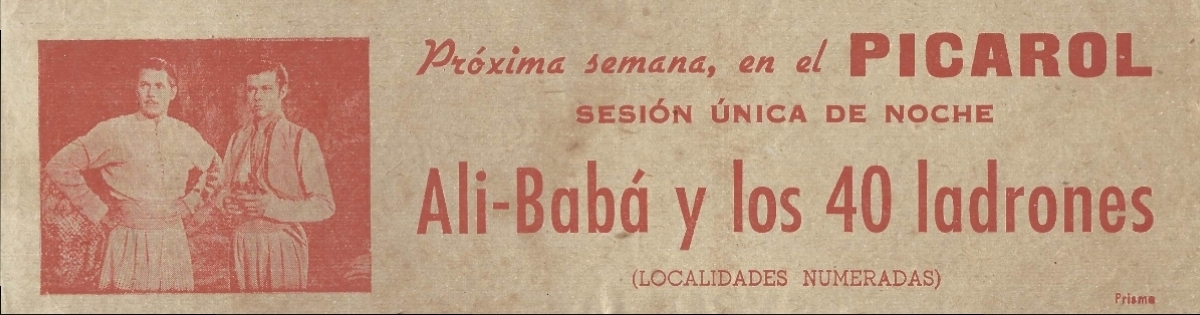 Próxima semana, en el PICAROL
SESIÓN ÚNICA DE NOCHE
Ali-Babá y los 40 ladrones
(LOCALIDADES NUMERADAS)
Prisma